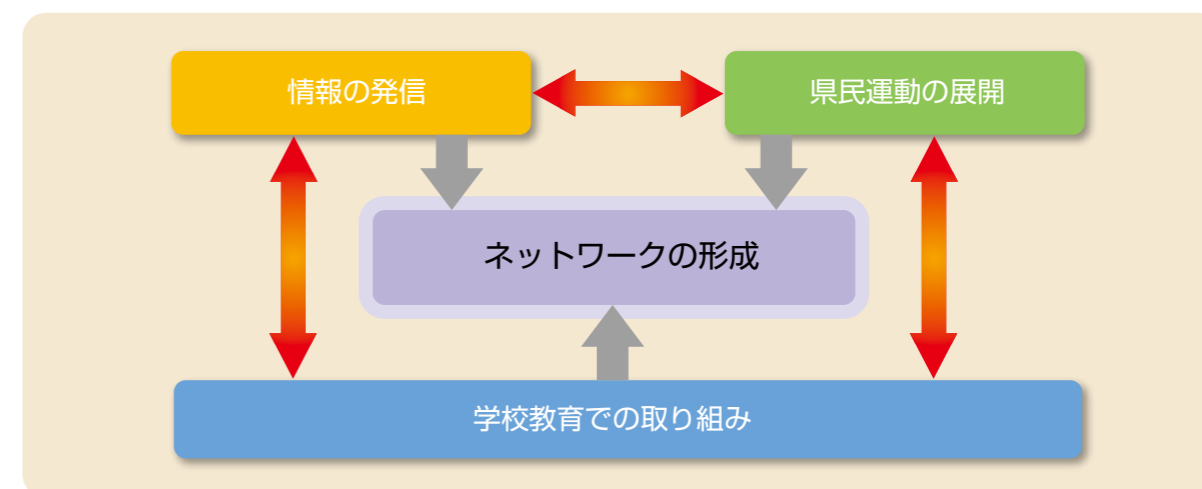 情報の発信
県民運動の展開
ネットワークの形成
学校教育での取り組み